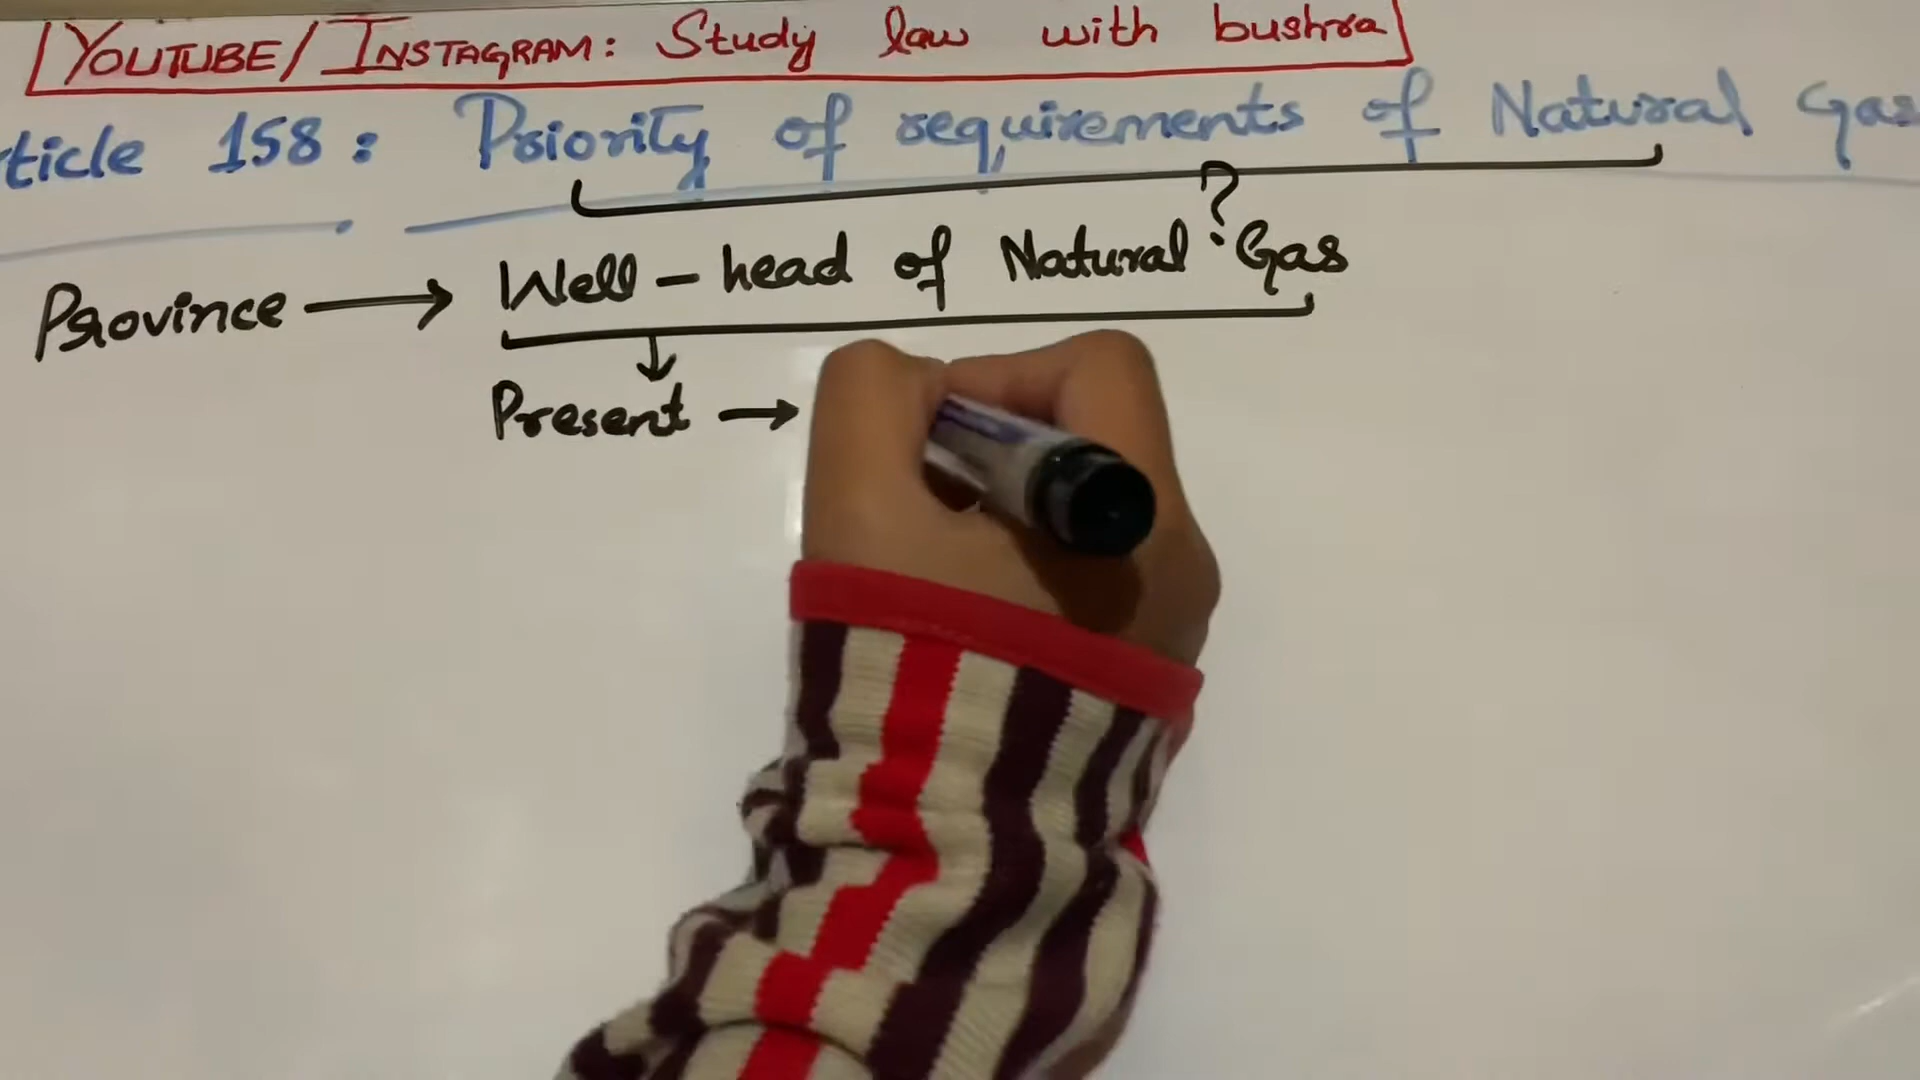 YOUTUBE/INSTAGRAM: Study law with bushra
ticle 158: Priority of requirements of Natural Gas
?
Province → Well-head of Natural Gas
↓
Present →